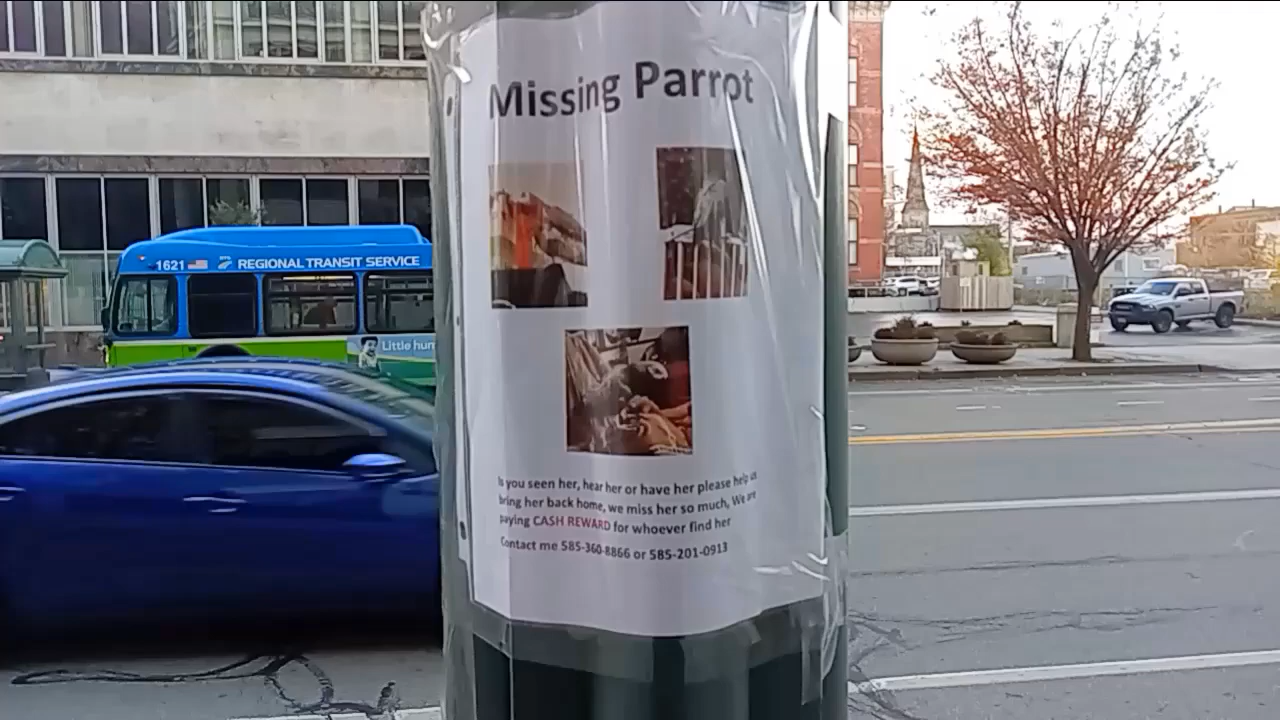 Missing Parrot
1621 REGIONAL TRANSIT SERVICE
Little hum
Is you seen her, hear her or have her please help us
bring her back home, we miss her so much, We are
paying CASH REWARD for whoever find her
Contact me 585-360-8866 or 585-201-0913